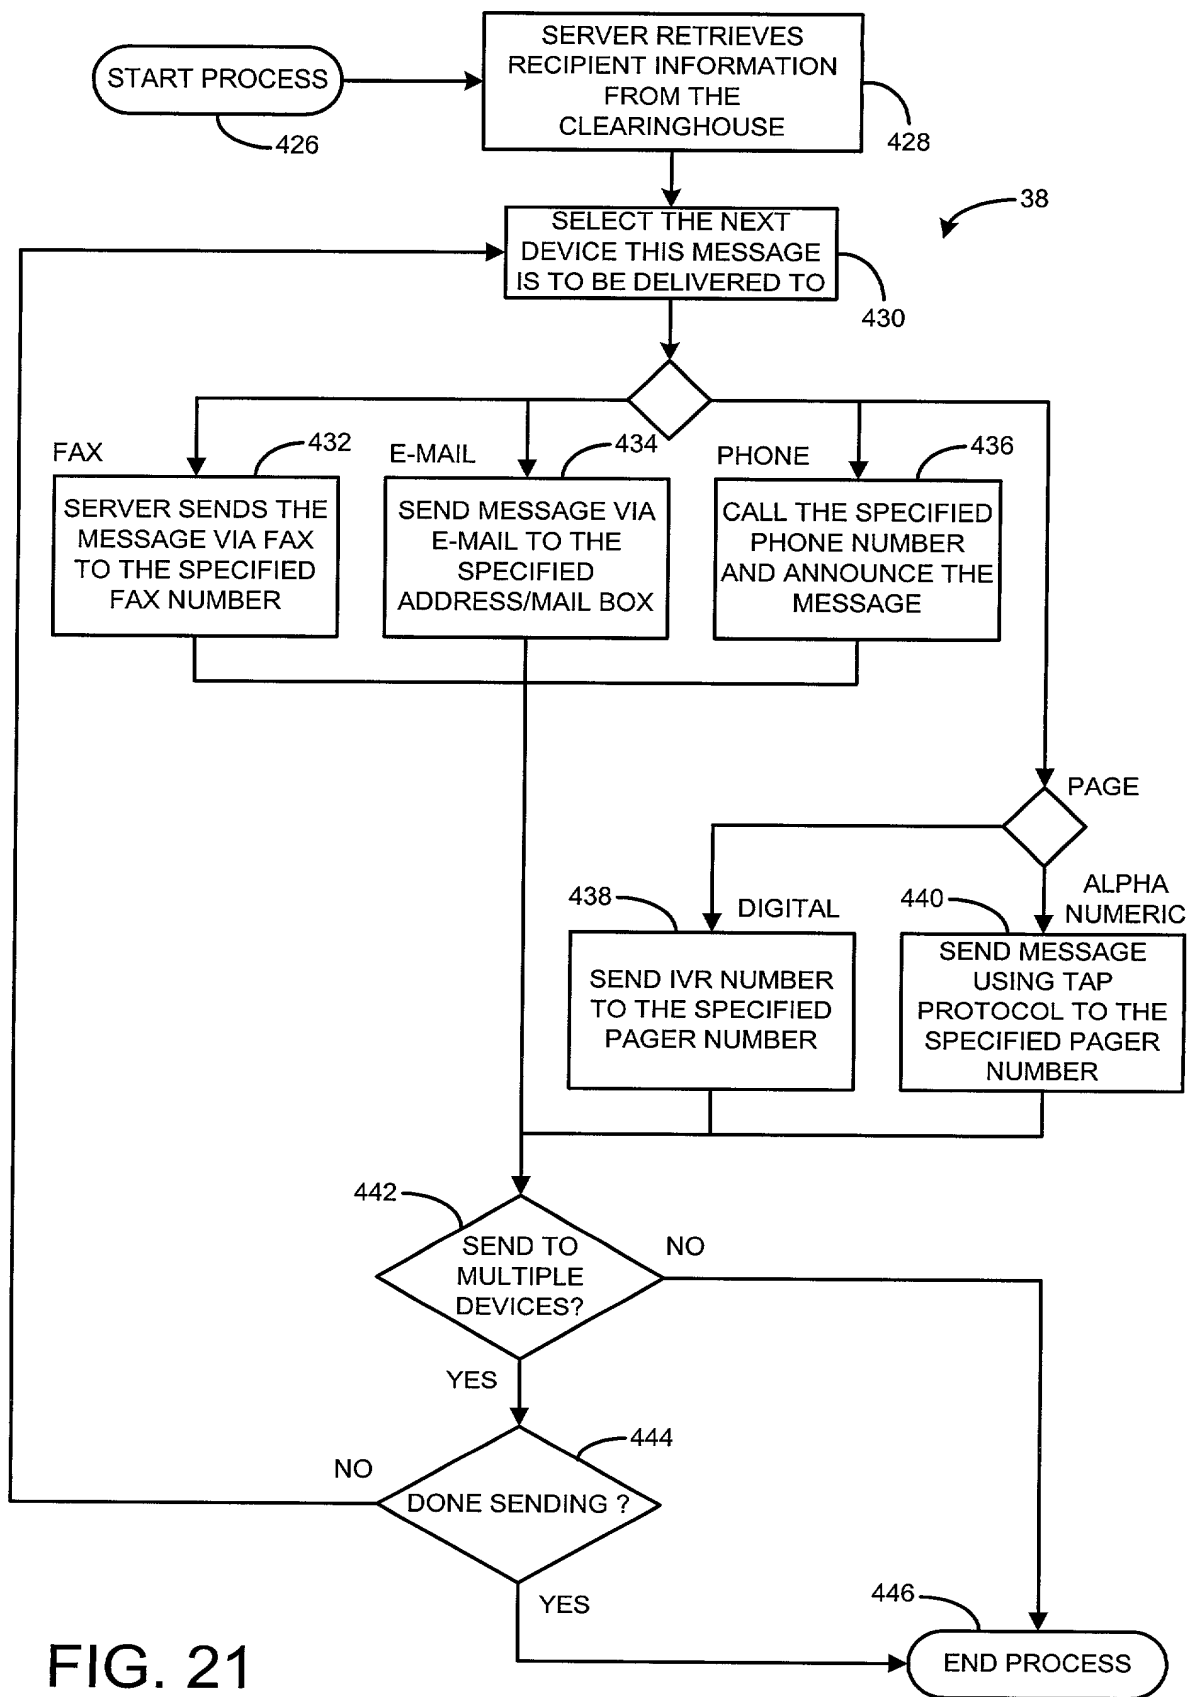 START PROCESS
426
SERVER RETRIEVES
RECIPIENT INFORMATION
FROM THE
CLEARINGHOUSE
428
38
SELECT THE NEXT
DEVICE THIS MESSAGE
IS TO BE DELIVERED TO
430
FAX
432
SERVER SENDS THE
MESSAGE VIA FAX
TO THE SPECIFIED
FAX NUMBER
E-MAIL
434
SEND MESSAGE VIA
E-MAIL TO THE
SPECIFIED
ADDRESS/MAIL BOX
PHONE
436
CALL THE SPECIFIED
PHONE NUMBER
AND ANNOUNCE THE
MESSAGE
PAGE
438
DIGITAL
SEND IVR NUMBER
TO THE SPECIFIED
PAGER NUMBER
440
ALPHA
NUMERIC
SEND MESSAGE
USING TAP
PROTOCOL TO THE
SPECIFIED PAGER
NUMBER
442
SEND TO
MULTIPLE
DEVICES?
NO
YES
444
NO
DONE SENDING ?
YES
446
END PROCESS
FIG. 21